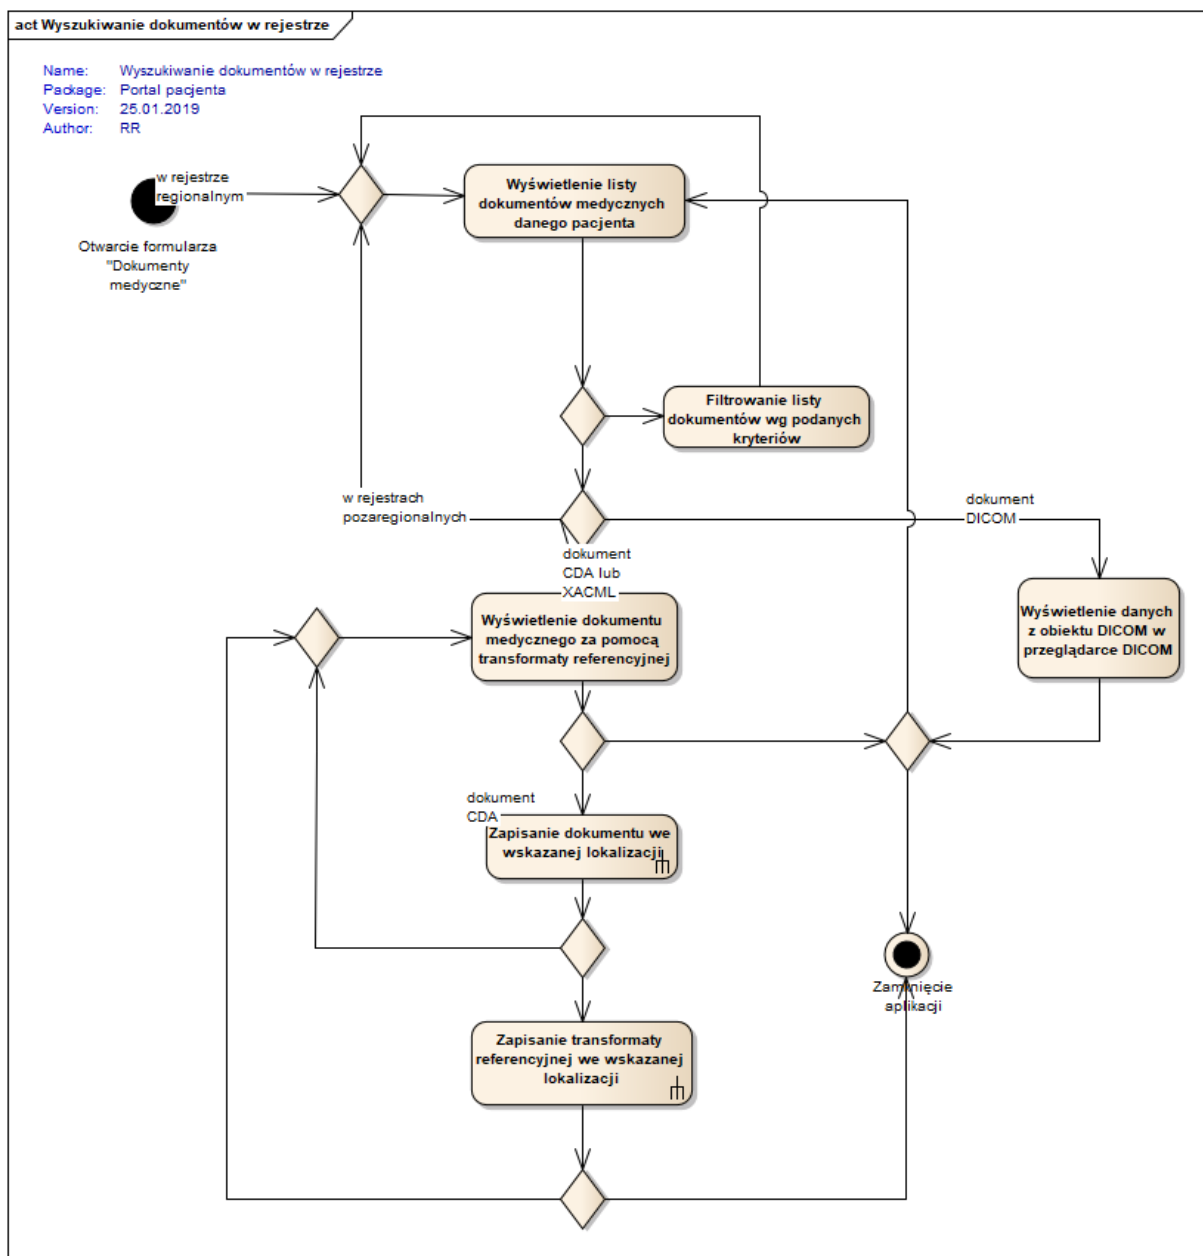 act Wyszukiwanie dokumentów w rejestrze
Name: Wyszukiwanie dokumentów w rejestrze
Package: Portal pacjenta
Version: 25.01.2019
Author: RR
w rejestrze
regionalnym
Otwarcie formularza
"Dokumenty
medyczne"
Wyświetlenie listy
dokumentów medycznych
danego pacjenta
Filtrowanie listy
dokumentów wg podanych
kryteriów
w rejestrach
pozaregionalnych
dokument
DICOM
dokument
CDA lub
XACML
Wyświetlenie dokumentu
medycznego za pomocą
transformaty referencyjnej
Wyświetlenie danych
z obiektu DICOM w
przeglądarce DICOM
dokument
CDA
Zapisanie dokumentu we
wskazanej lokalizacji
Zamknięcie
aplikacji
Zapisanie transformaty
referencyjnej we wskazanej
lokalizacji